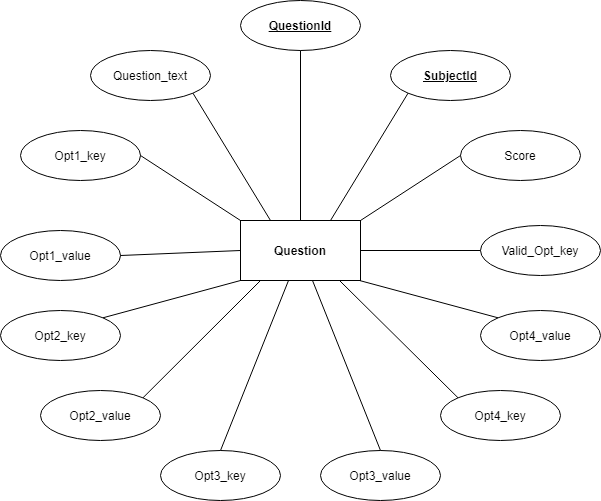 QuestionId
Question_text
SubjectId
Opt1_key
Score
Question
Valid_Opt_key
Opt1_value
Opt2_key
Opt4_value
Opt2_value
Opt4_key
Opt3_key
Opt3_value